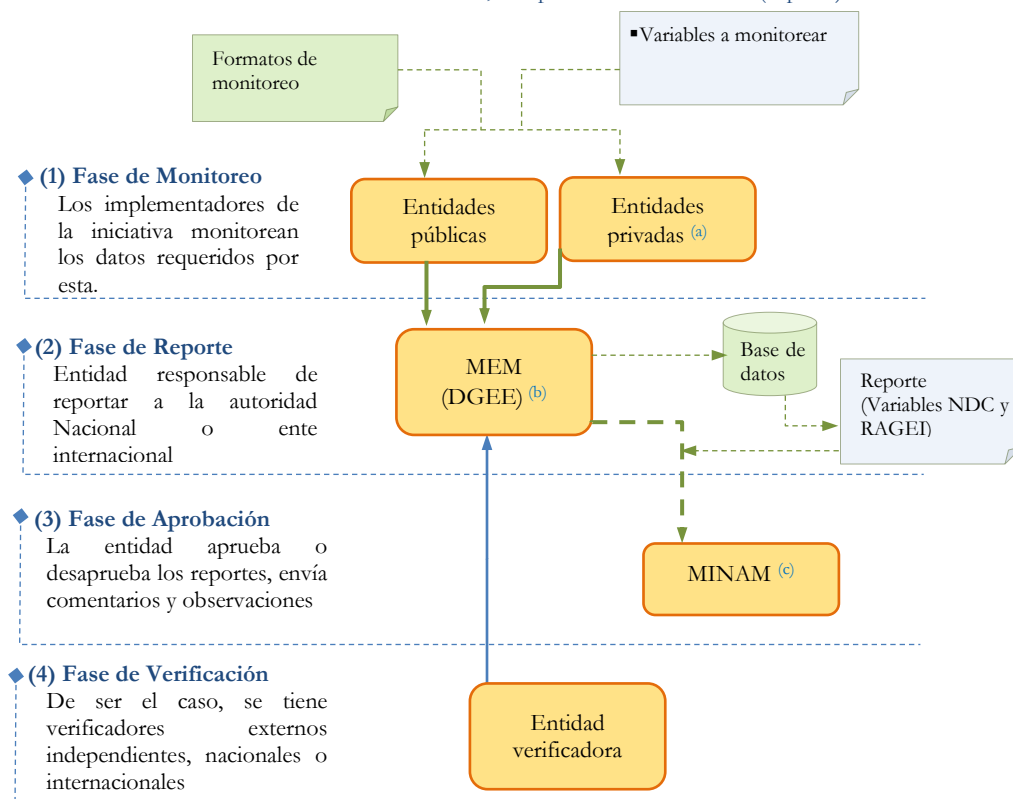 Formatos de
monitoreo
▪Variables a monitorear
(1) Fase de Monitoreo
Los implementadores de
la iniciativa monitorean
los datos requeridos por
esta.
Entidades
públicas
Entidades
privadas (a)
(2) Fase de Reporte
Entidad responsable de
reportar a la autoridad
Nacional o ente
internacional
MEM
(DGEE) (b)
Base de
datos
Reporte
(Variables NDC y
RAGEI)
(3) Fase de Aprobación
La entidad aprueba o
desaprueba los reportes, envía
comentarios y observaciones
MINAM (c)
(4) Fase de Verificación
De ser el caso, se tiene
verificadores externos
independientes, nacionales o
internacionales
Entidad
verificadora